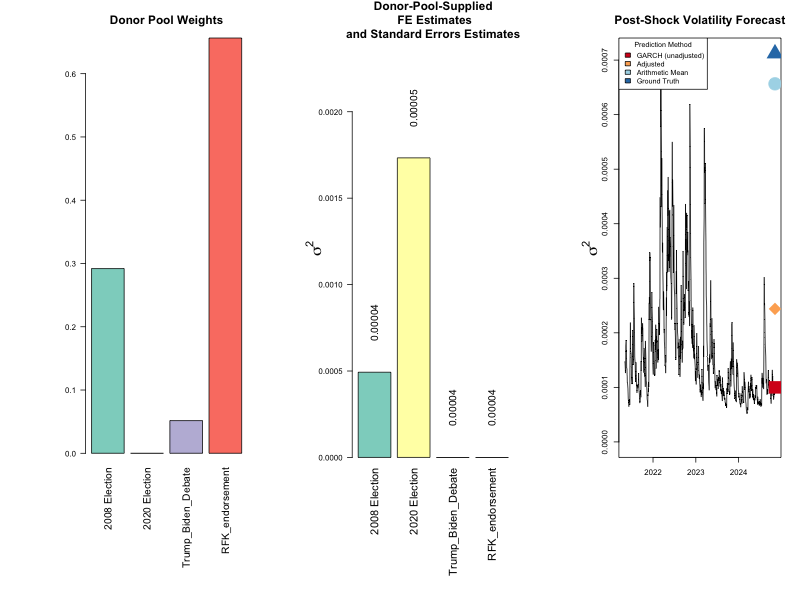 Donor Pool Weights
0.6
0.5
0.4
0.3
0.2
0.1
0.0
2008 Election
2020 Election
Trump_Biden_Debate
RFK_endorsement
Donor-Pool-Supplied
FE Estimates
and Standard Errors Estimates
σ2
0.0020
0.0015
0.0010
0.0005
0.0000
0.00004
0.00005
0.00004
0.00004
2008 Election
2020 Election
Trump_Biden_Debate
RFK_endorsement
Post-Shock Volatility Forecast
σ2
0.0007
0.0006
0.0005
0.0004
0.0003
0.0002
0.0001
0.0000
Prediction Method
GARCH (unadjusted)
Adjusted
Arithmetic Mean
Ground Truth
2022
2023
2024